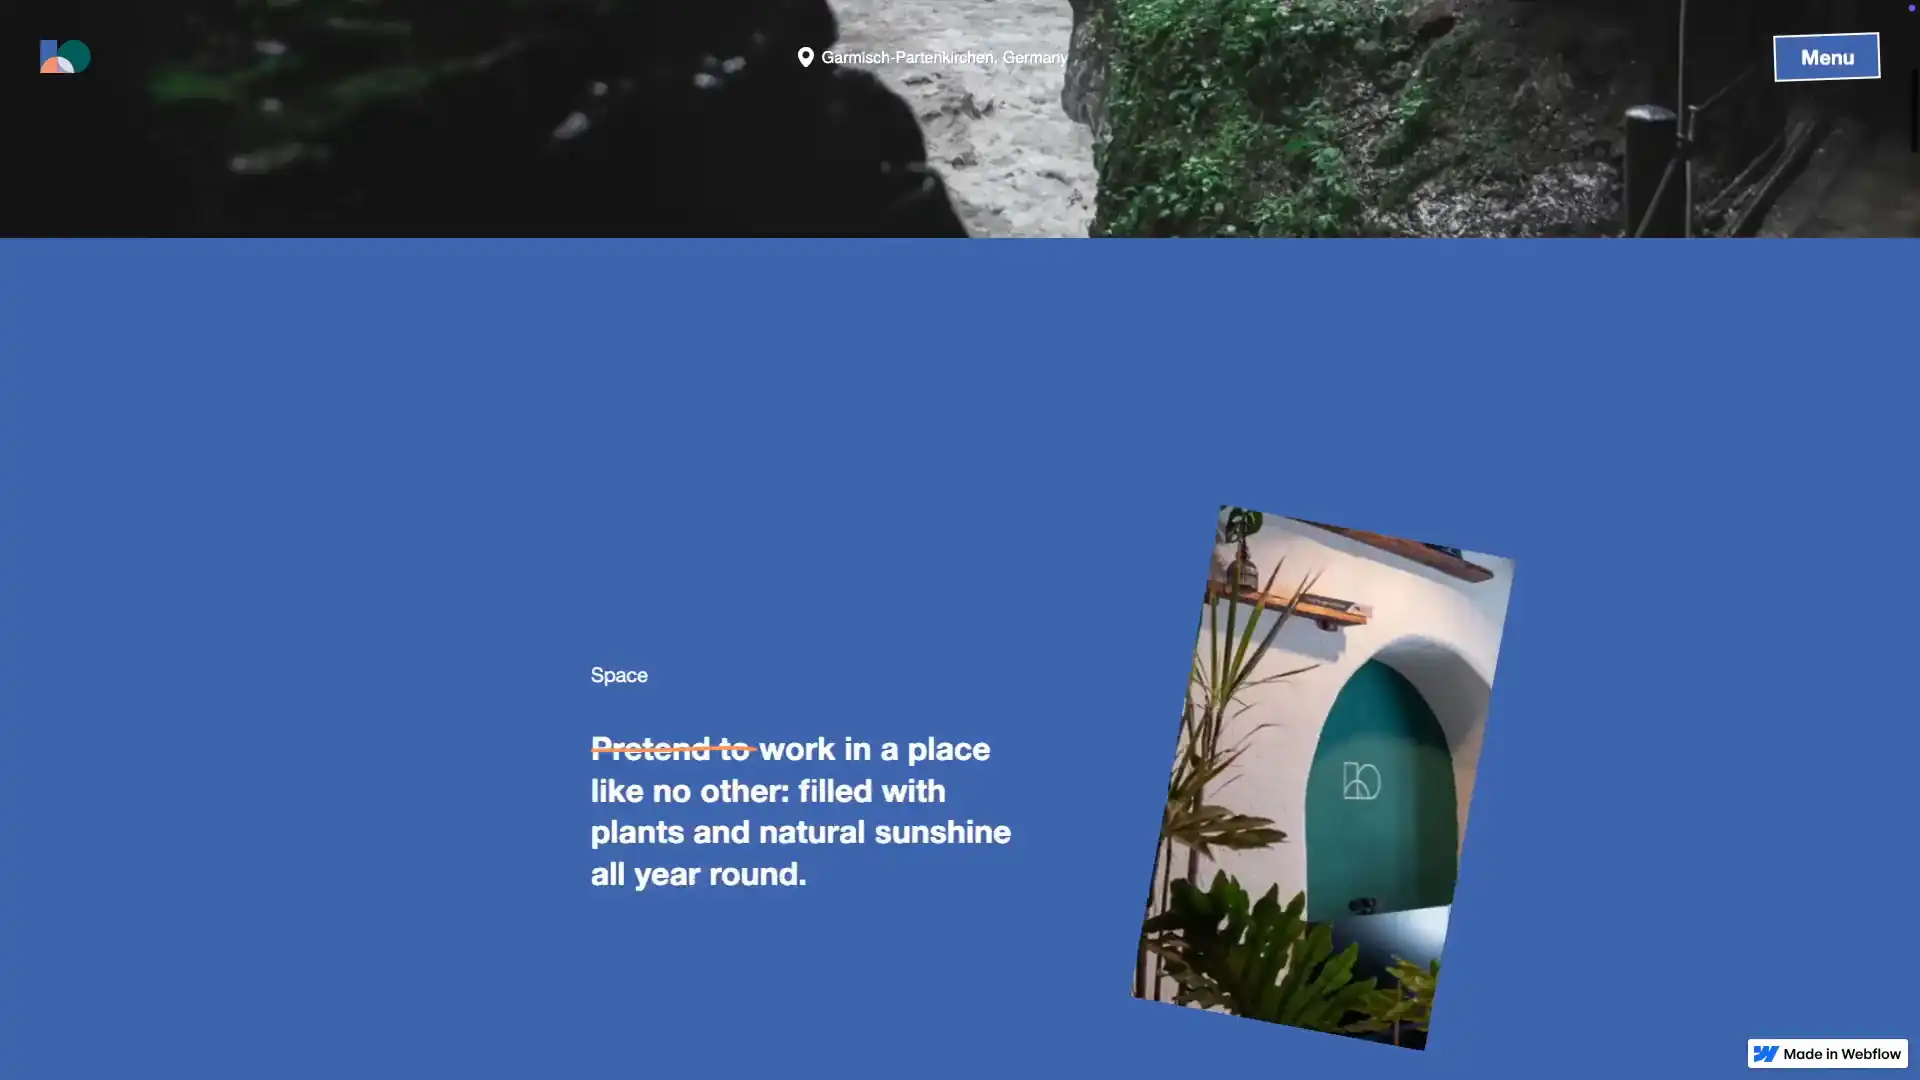 Garmisch-Partenkirchen, Germany
Menu
Space
Pretend to work in a place
like no other: filled with
plants and natural sunshine
all year round.
Made in Webflow